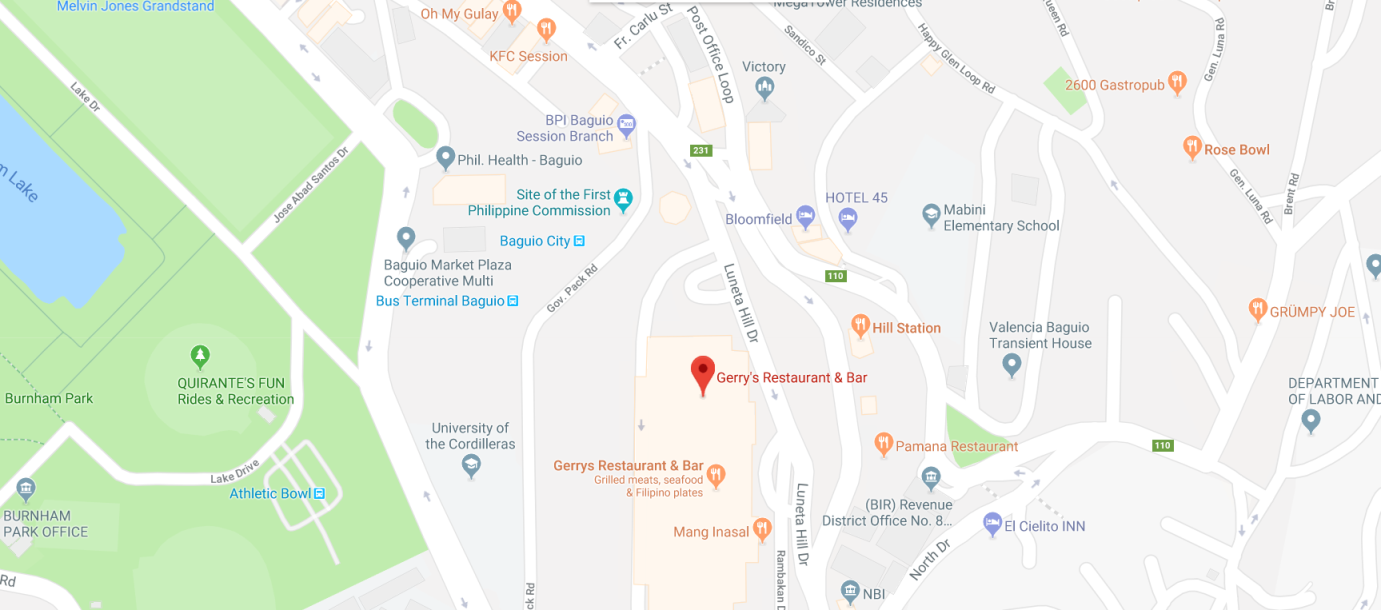 Melvin Jones Grandstand
Oh My Gulay
KFC Session
Fr. Carlu St
Post Office Loop
MegaTower Residences
Sandico St
Happy Glen Loop Rd
Queen Rd
Gen. Luna Rd
Victory
2600 Gastropub
Lake Dr
BPI Baguio
Session Branch
231
Phil. Health - Baguio
Jose Abad Santos Dr
Rose Bowl
Gen. Luna Rd
Brent Rd
Lake
Site of the First
Philippine Commission
HOTEL 45
Bloomfield
Mabini
Elementary School
Baguio City
Baguio Market Plaza
Cooperative Multi
Bus Terminal Baguio
Gov. Pack Rd
Luneta Hill Dr
110
Hill Station
GRÜMPY JOE
Valencia Baguio
Transient House
QUIRANTE'S FUN
Rides & Recreation
Burnham Park
Gerry's Restaurant & Bar
DEPARTMENT
OF LABOR AND
University of
the Cordilleras
Pamana Restaurant
110
Gerrys Restaurant & Bar
Grilled meats, seafood
& Filipino plates
Lake Drive
Athletic Bowl
BURNHAM
PARK OFFICE
(BIR) Revenue
District Office No. 8...
Mang Inasal
Luneta Hill Dr
El Cielito INN
North Dr
Rambakan D
NBI
Rd
ck Rd